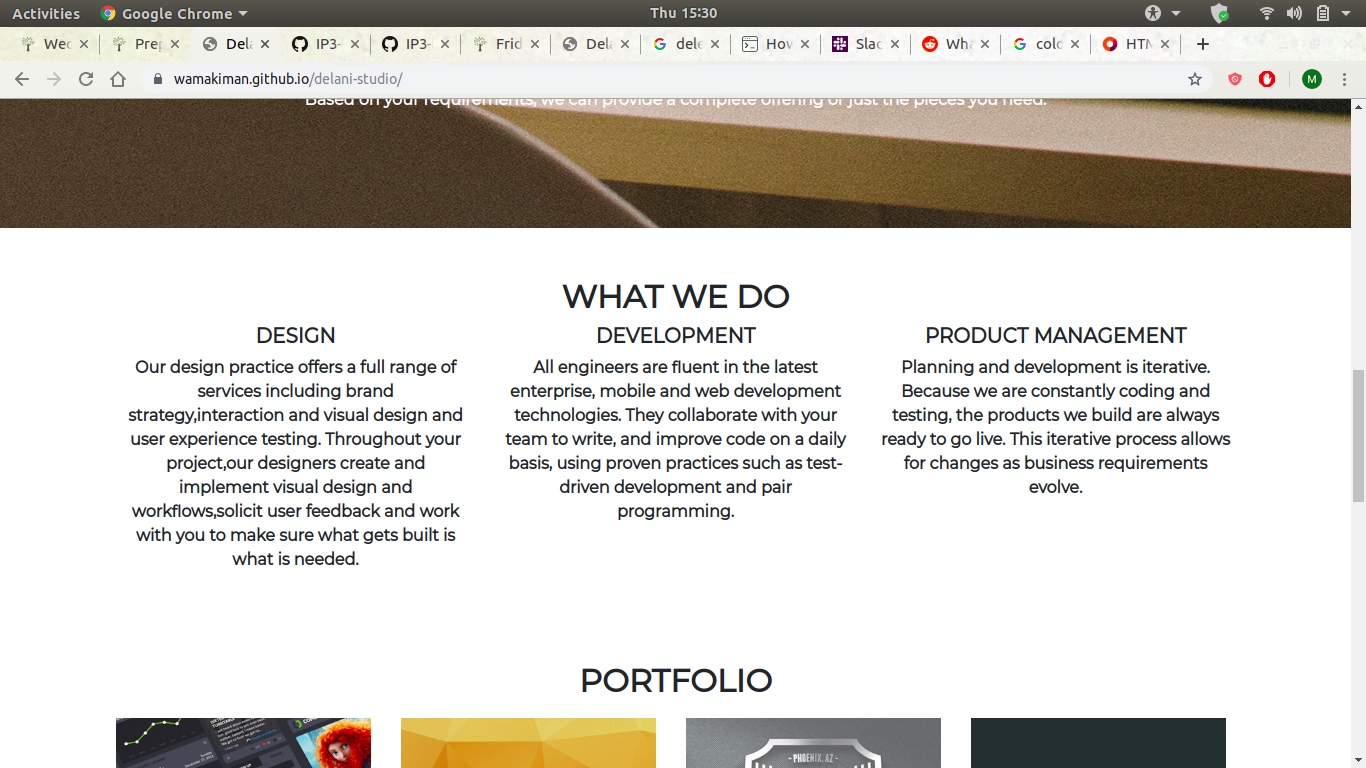 Activities Google Chrome Thu 15:30
Wec Prep Dela IP3- IP3- Frid Dela dele How Slac Wha colo HTM
wamakiman.github.io/delani-studio/ M
Based on your requirements, we can provide a complete offering or just the pieces you need.
WHAT WE DO
DESIGN
Our design practice offers a full range of
services including brand
strategy,interaction and visual design and
user experience testing. Throughout your
project,our designers create and
implement visual design and
workflows,solicit user feedback and work
with you to make sure what gets built is
what is needed.
DEVELOPMENT
All engineers are fluent in the latest
enterprise, mobile and web development
technologies. They collaborate with your
team to write, and improve code on a daily
basis, using proven practices such as test-
driven development and pair
programming.
PRODUCT MANAGEMENT
Planning and development is iterative.
Because we are constantly coding and
testing, the products we build are always
ready to go live. This iterative process allows
for changes as business requirements
evolve.
PORTFOLIO
- PHOENIX, AZ -